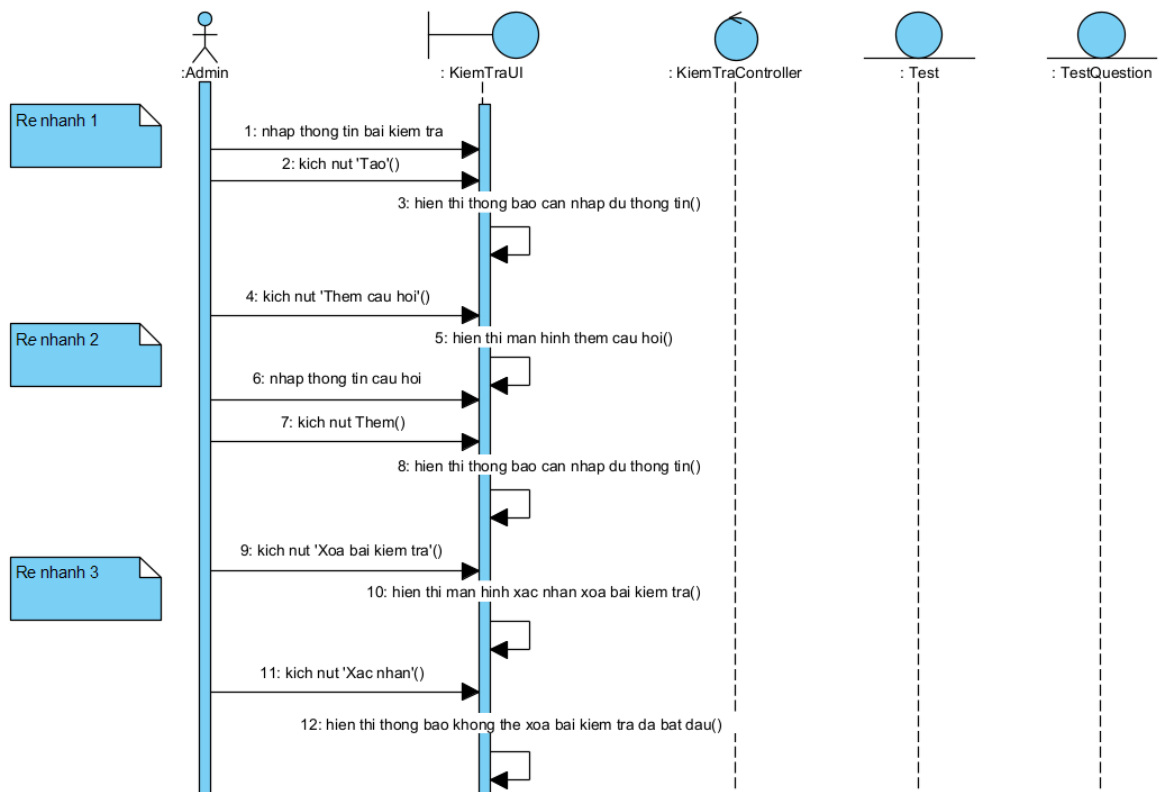 :Admin
: KiemTraUI
: KiemTraController
: Test
: TestQuestion
Re nhanh 1
1: nhap thong tin bai kiem tra
2: kich nut 'Tao'()
3: hien thi thong bao can nhap du thong tin()
4: kich nut 'Them cau hoi'()
Re nhanh 2
5: hien thi man hinh them cau hoi()
6: nhap thong tin cau hoi
7: kich nut Them()
8: hien thi thong bao can nhap du thong tin()
9: kich nut 'Xoa bai kiem tra'()
Re nhanh 3
10: hien thi man hinh xac nhan xoa bai kiem tra()
11: kich nut 'Xac nhan'()
12: hien thi thong bao khong the xoa bai kiem tra da bat dau()